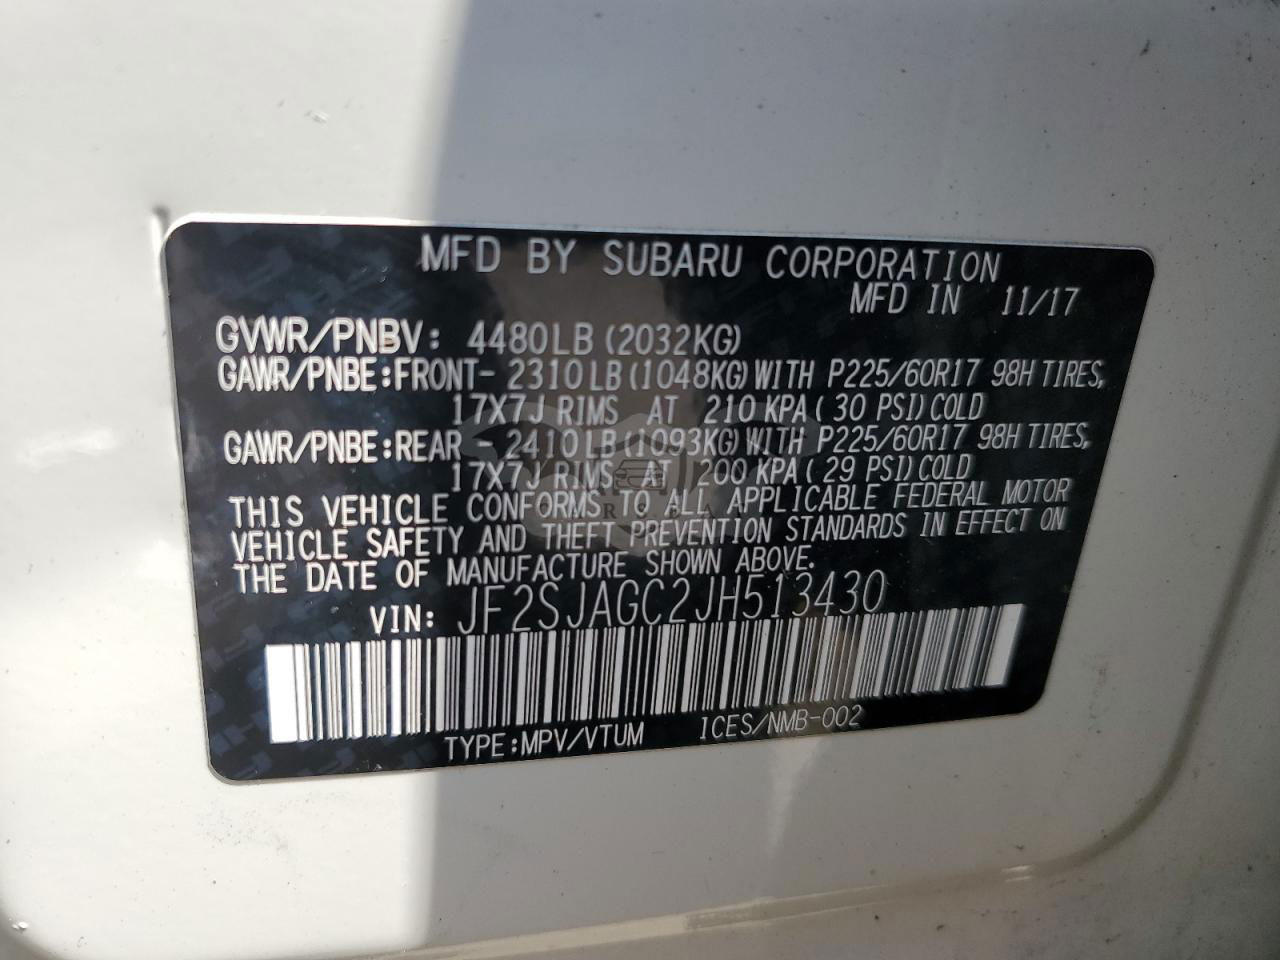 MFD BY SUBARU CORPORATION
MFD IN 11/17
GVWR/PNBV: 4480LB (2032KG)
GAWR/PNBE:FRONT- 2310LB (1048KG) WITH P225/60R17 98H TIRES,
17X7J RIMS AT 210 KPA ( 30 PSI) COLD
GAWR/PNBE:REAR - 2410LB (1093KG) WITH P225/60R17 98H TIRES,
17X7J RIMS AT 200 KPA (29 PSI) COLD
THIS VEHICLE CONFORMS TO ALL APPLICABLE FEDERAL MOTOR
VEHICLE SAFETY AND THEFT PREVENTION STANDARDS IN EFFECT ON
THE DATE OF MANUFACTURE SHOWN ABOVE.
VIN: JF2SJAGC2JH513430
TYPE:MPV/VTUM ICES/NMB-002